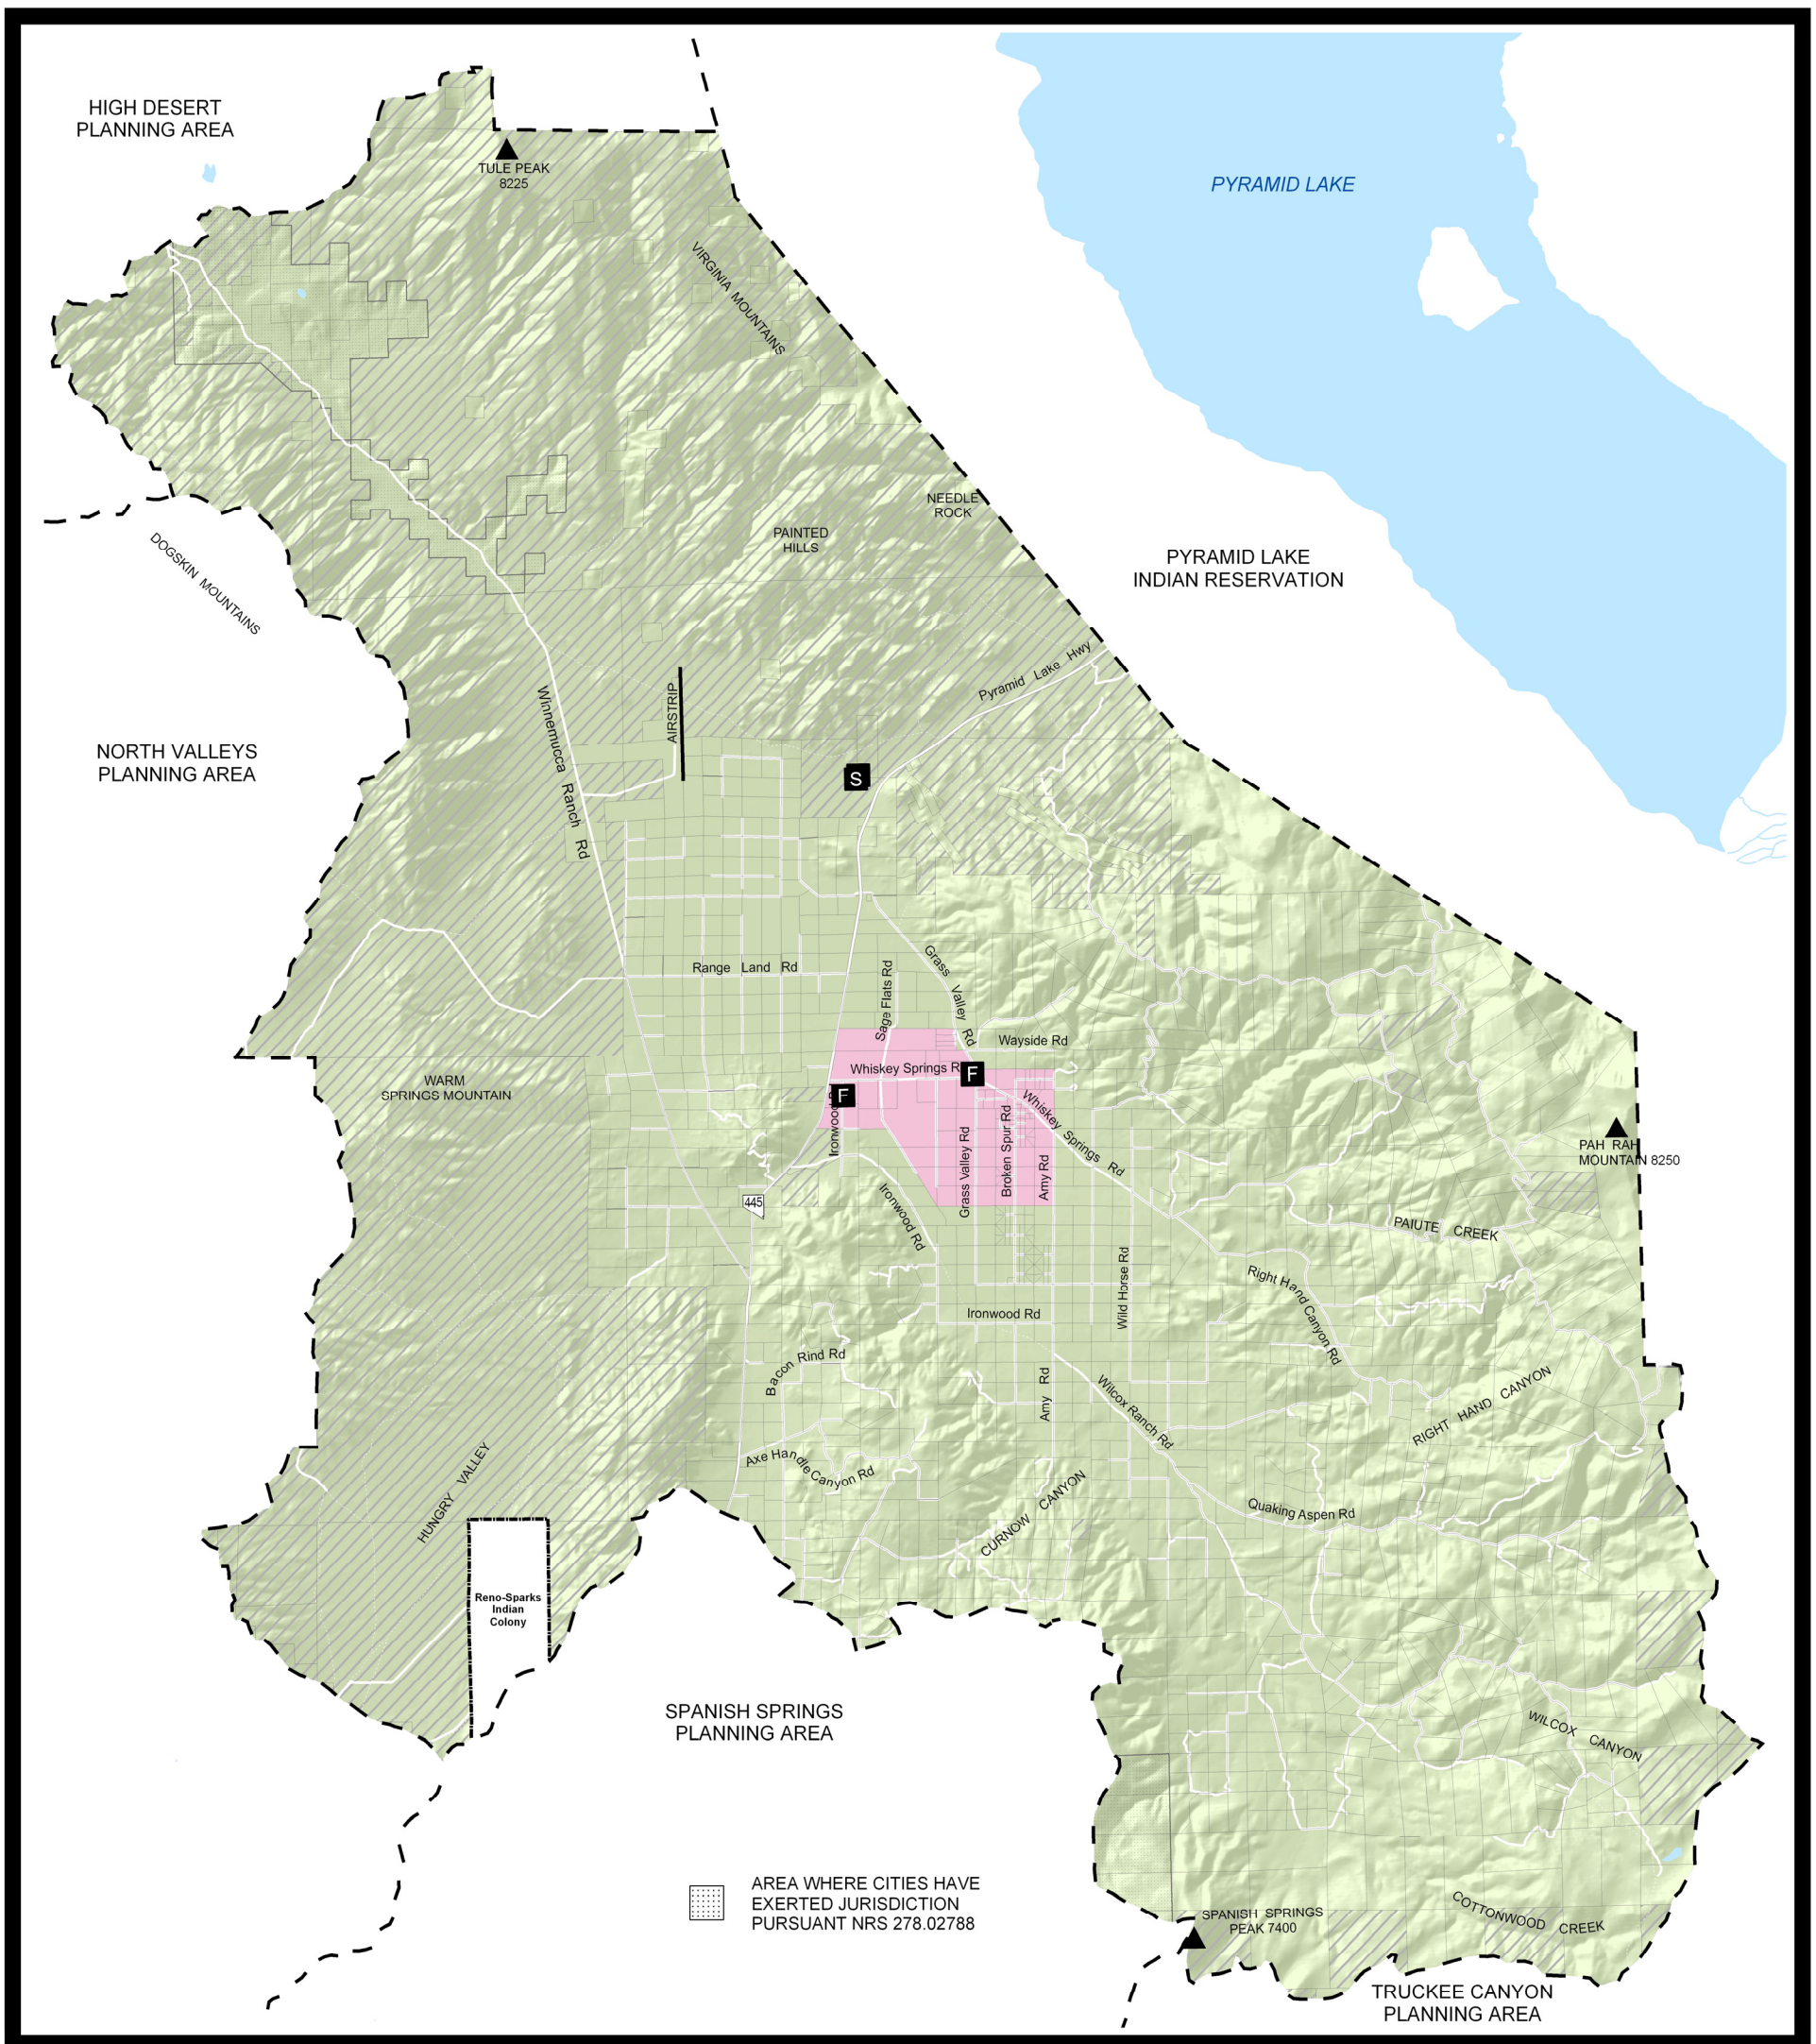 HIGH DESERT
PLANNING AREA
TULE PEAK
8225
PYRAMID LAKE
VIRGINIA MOUNTAINS
NEEDLE
ROCK
PAINTED
HILLS
DOGSKIN MOUNTAINS
PYRAMID LAKE
INDIAN RESERVATION
Pyramid Lake Hwy
Winnemucca Ranch Rd
AIRSTRIP
NORTH VALLEYS
PLANNING AREA
S
Range Land Rd
Sage Flats Rd
Grass Valley Rd
Wayside Rd
Whiskey Springs R
F
F
WARM
SPRINGS MOUNTAIN
Ironwood R
Whiskey Springs Rd
Grass Valley Rd
Broken Spur Rd
Amy Rd
PAH RAH
MOUNTAIN 8250
445
Ironwood Rd
PAIUTE CREEK
Right Hand Canyon Rd
Wild Horse Rd
Ironwood Rd
Bacon Rind Rd
Amy Rd
Wilcox Ranch Rd
RIGHT HAND CANYON
Axe Handle Canyon Rd
HUNGRY VALLEY
CURNOW CANYON
Quaking Aspen Rd
Reno-Sparks
Indian
Colony
SPANISH SPRINGS
PLANNING AREA
WILCOX CANYON
AREA WHERE CITIES HAVE
EXERTED JURISDICTION
PURSUANT NRS 278.02788
SPANISH SPRINGS
PEAK 7400
COTTONWOOD CREEK
TRUCKEE CANYON
PLANNING AREA